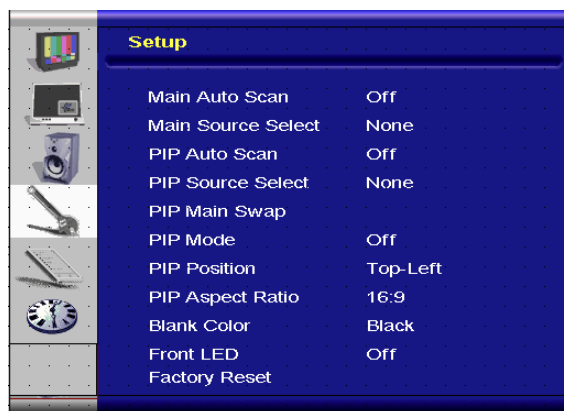 Setup
Main Auto Scan Off
Main Source Select None
PIP Auto Scan Off
PIP Source Select None
PIP Main Swap
PIP Mode Off
PIP Position Top-Left
PIP Aspect Ratio 16:9
Blank Color Black
Front LED Off
Factory Reset